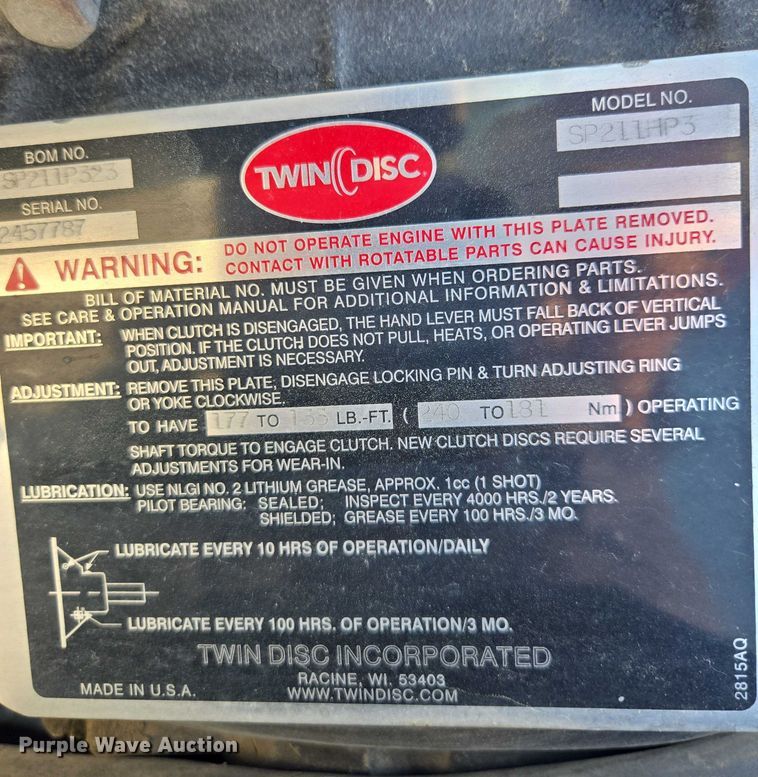 MODEL NO.
SP211HP3
BOM NO.
SP211P323
SERIAL NO.
2457787
TWIN DISC
WARNING: DO NOT OPERATE ENGINE WITH THIS PLATE REMOVED.
CONTACT WITH ROTATABLE PARTS CAN CAUSE INJURY.
BILL OF MATERIAL NO. MUST BE GIVEN WHEN ORDERING PARTS.
SEE CARE & OPERATION MANUAL FOR ADDITIONAL INFORMATION & LIMITATIONS.
IMPORTANT: WHEN CLUTCH IS DISENGAGED, THE HAND LEVER MUST FALL BACK OF VERTICAL
POSITION. IF THE CLUTCH DOES NOT PULL, HEATS, OR OPERATING LEVER JUMPS
OUT, ADJUSTMENT IS NECESSARY.
ADJUSTMENT: REMOVE THIS PLATE, DISENGAGE LOCKING PIN & TURN ADJUSTING RING
OR YOKE CLOCKWISE.
TO HAVE 177 TO LB.-FT. ( 240 TO 181 Nm.) OPERATING
SHAFT TORQUE TO ENGAGE CLUTCH. NEW CLUTCH DISCS REQUIRE SEVERAL
ADJUSTMENTS FOR WEAR-IN.
LUBRICATION: USE NLGI NO. 2 LITHIUM GREASE, APPROX. 1cc (1 SHOT)
PILOT BEARING: SEALED; INSPECT EVERY 4000 HRS./2 YEARS.
SHIELDED; GREASE EVERY 100 HRS./3 MO.
LUBRICATE EVERY 10 HRS OF OPERATION/DAILY
LUBRICATE EVERY 100 HRS. OF OPERATION/3 MO.
TWIN DISC INCORPORATED
RACINE, WI. 53403
MADE IN U.S.A. WWW.TWINDISC.COM
2815AQ
Purple Wave Auction